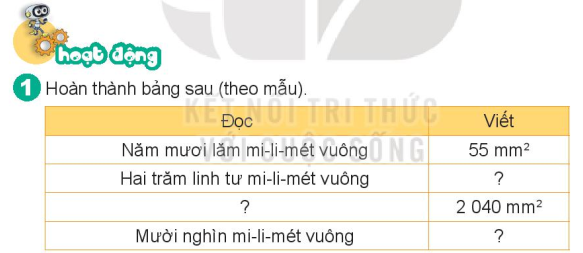 hoạt động
1 Hoàn thành bảng sau (theo mẫu).
KẾT NỐI TRI THỨC
VỚI CUỘC SỐNG
Đọc Viết
Năm mươi lăm mi-li-mét vuông 55 mm²
Hai trăm linh tư mi-li-mét vuông ?
? 2 040 mm²
Mười nghìn mi-li-mét vuông ?